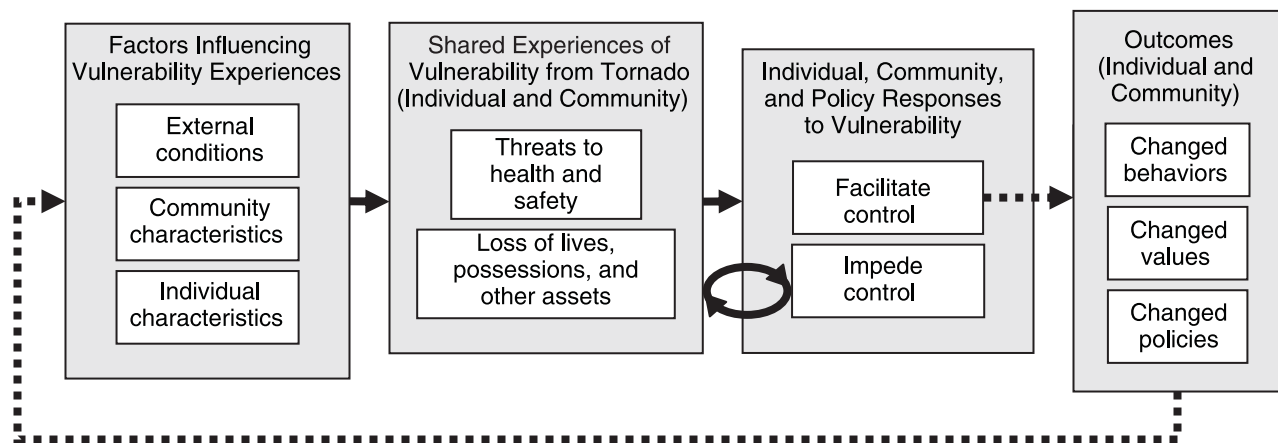 Factors Influencing
Vulnerability Experiences
External
conditions
Community
characteristics
Individual
characteristics
Shared Experiences of
Vulnerability from Tornado
(Individual and Community)
Threats to
health and
safety
Loss of lives,
possessions, and
other assets
Individual, Community,
and Policy Responses
to Vulnerability
Facilitate
control
Impede
control
Outcomes
(Individual and
Community)
Changed
behaviors
Changed
values
Changed
policies